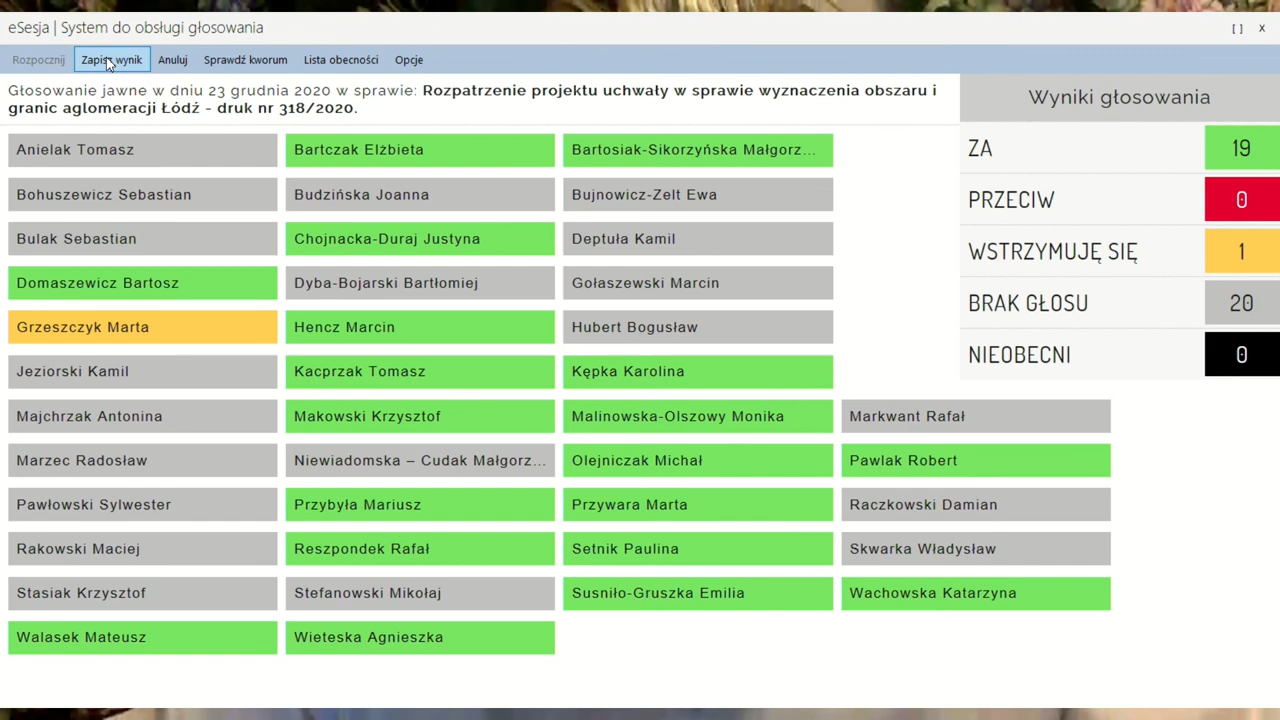 eSesja | System do obsługi głosowania
[ ] X
Rozpocznij Zapisz wynik Anuluj Sprawdź kworum Lista obecności Opcje
Głosowanie jawne w dniu 23 grudnia 2020 w sprawie: Rozpatrzenie projektu uchwały w sprawie wyznaczenia obszaru i
granic aglomeracji Łódź - druk nr 318/2020.
Wyniki głosowania
ZA 19
PRZECIW 0
WSTRZYMUJĘ SIĘ 1
BRAK GŁOSU 20
NIEOBECNI 0
Anielak Tomasz Bartczak Elżbieta Bartosiak-Sikorzyńska Małgorz...
Bohuszewicz Sebastian Budzińska Joanna Bujnowicz-Zelt Ewa
Bulak Sebastian Chojnacka-Duraj Justyna Deptuła Kamil
Domaszewicz Bartosz Dyba-Bojarski Bartłomiej Gołaszewski Marcin
Grzeszczyk Marta Hencz Marcin Hubert Bogusław
Jeziorski Kamil Kacprzak Tomasz Kępka Karolina
Majchrzak Antonina Makowski Krzysztof Malinowska-Olszowy Monika Markwant Rafał
Marzec Radosław Niewiadomska – Cudak Małgorz... Olejniczak Michał Pawlak Robert
Pawłowski Sylwester Przybyła Mariusz Przywara Marta Raczkowski Damian
Rakowski Maciej Reszpondek Rafał Setnik Paulina Skwarka Władysław
Stasiak Krzysztof Stefanowski Mikołaj Susniło-Gruszka Emilia Wachowska Katarzyna
Walasek Mateusz Wieteska Agnieszka